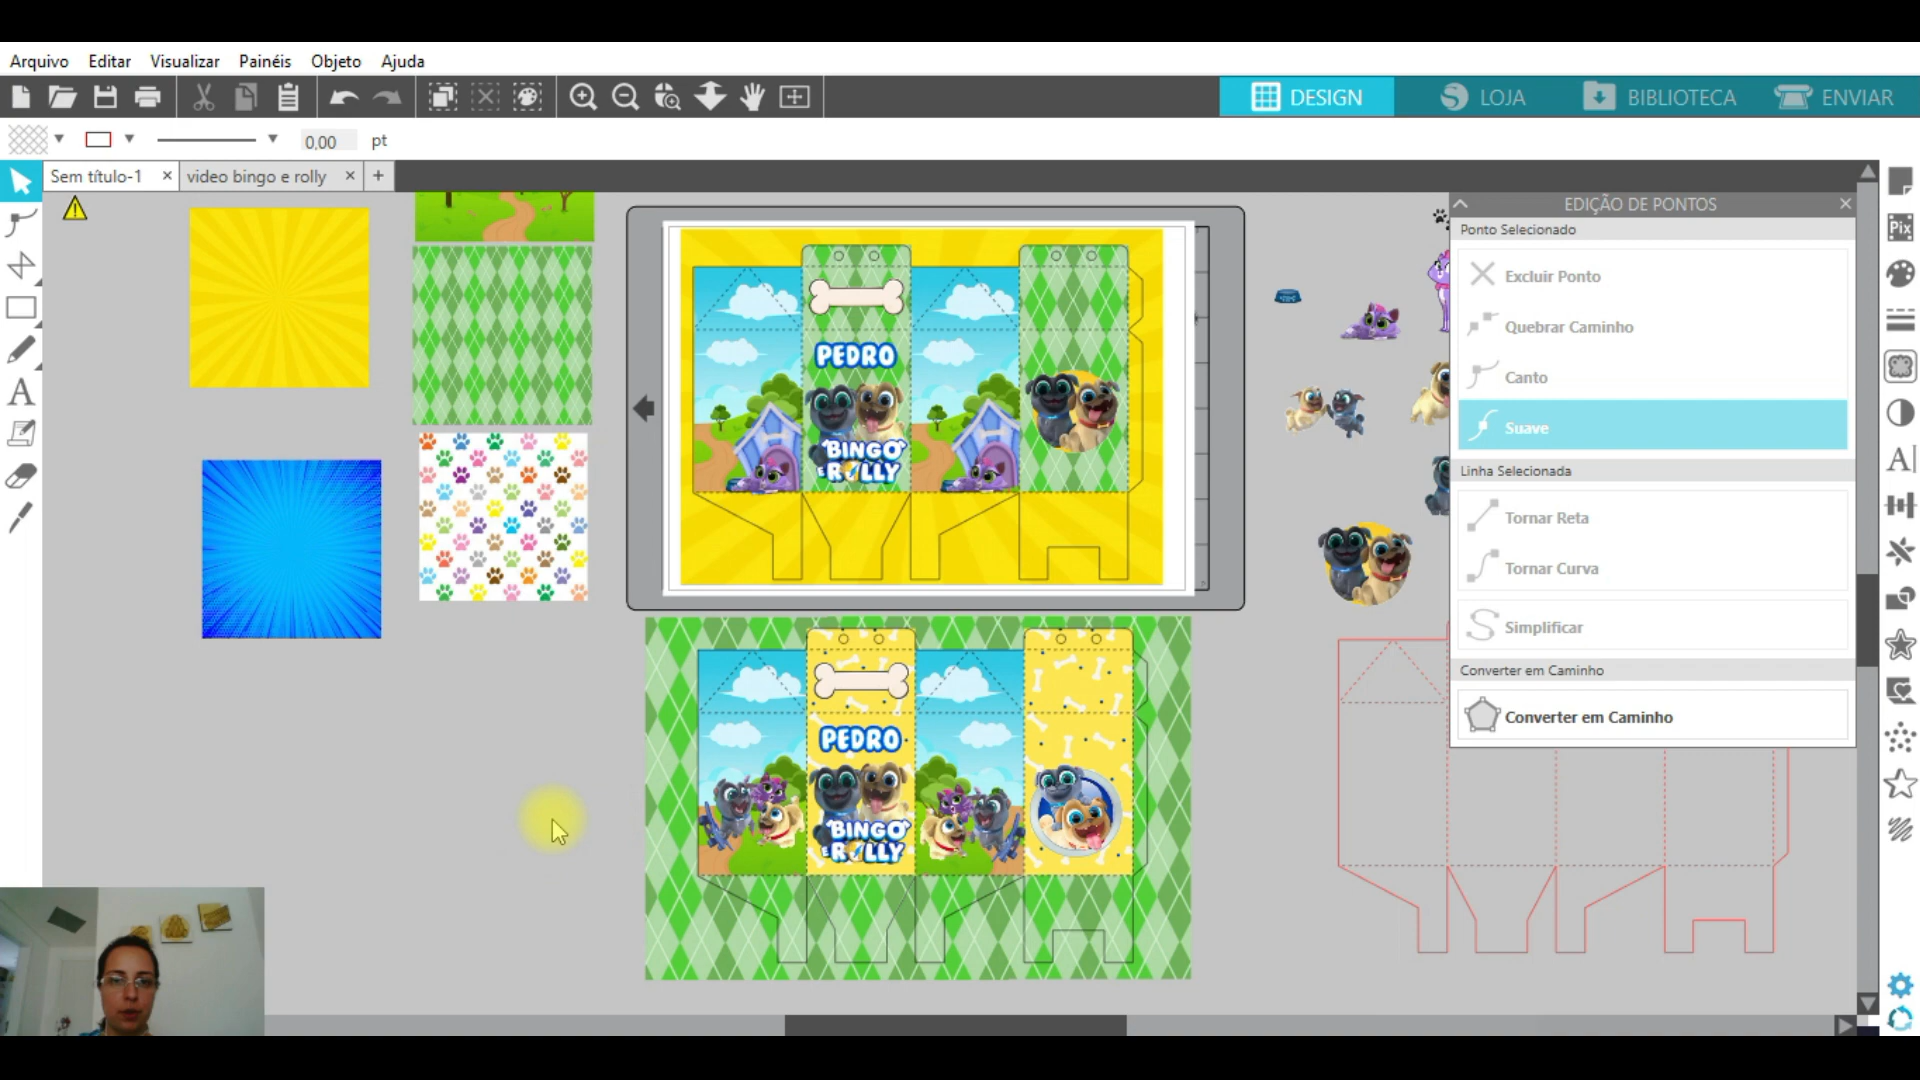 Arquivo Editar Visualizar Painéis Objeto Ajuda
DESIGN LOJA BIBLIOTECA ENVIAR
0,00 pt
Sem título-1 × video bingo e rolly × +
EDIÇÃO DE PONTOS
Ponto Selecionado
Excluir Ponto
Quebrar Caminho
Canto
Suave
Linha Selecionada
Tornar Reta
Tornar Curva
Simplificar
Converter em Caminho
Converter em Caminho
Pix
PEDRO
BINGO
E ROLLY
PEDRO
BINGO
E ROLLY